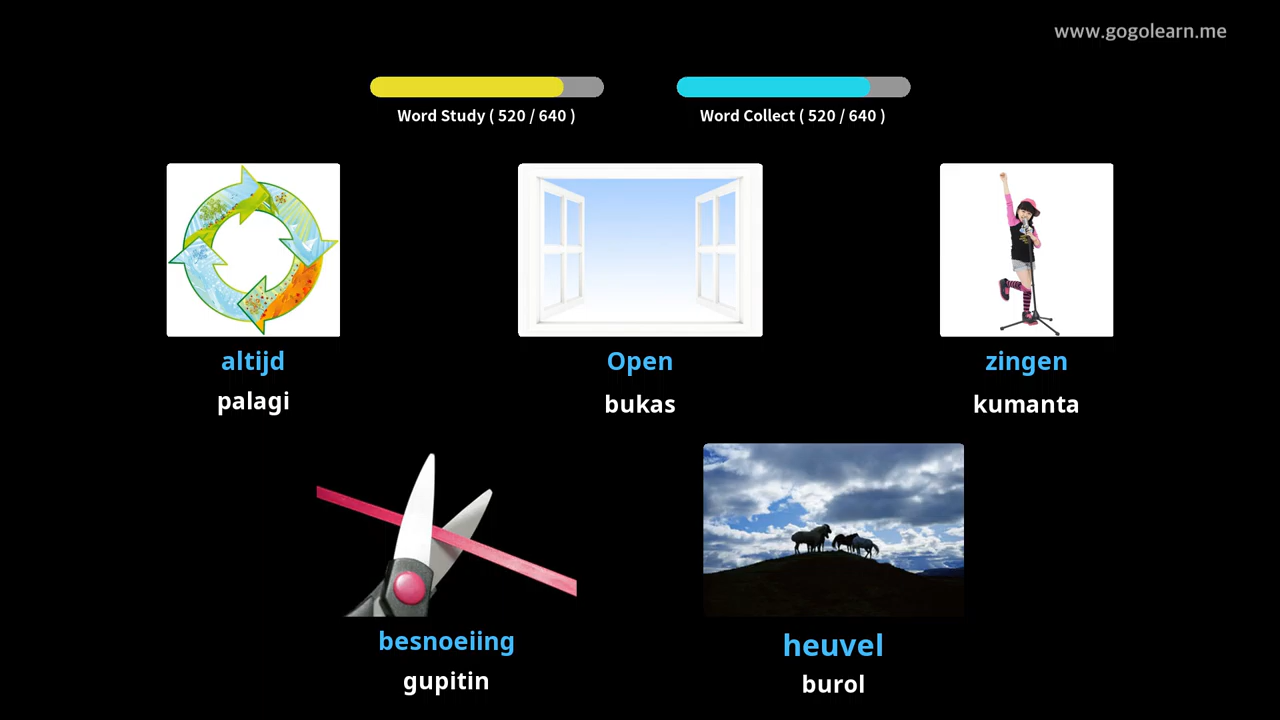 www.gogolearn.me
Word Study ( 520 / 640 )
Word Collect ( 520 / 640 )
altijd
palagi
Open
bukas
zingen
kumanta
besnoeiing
gupitin
heuvel
burol